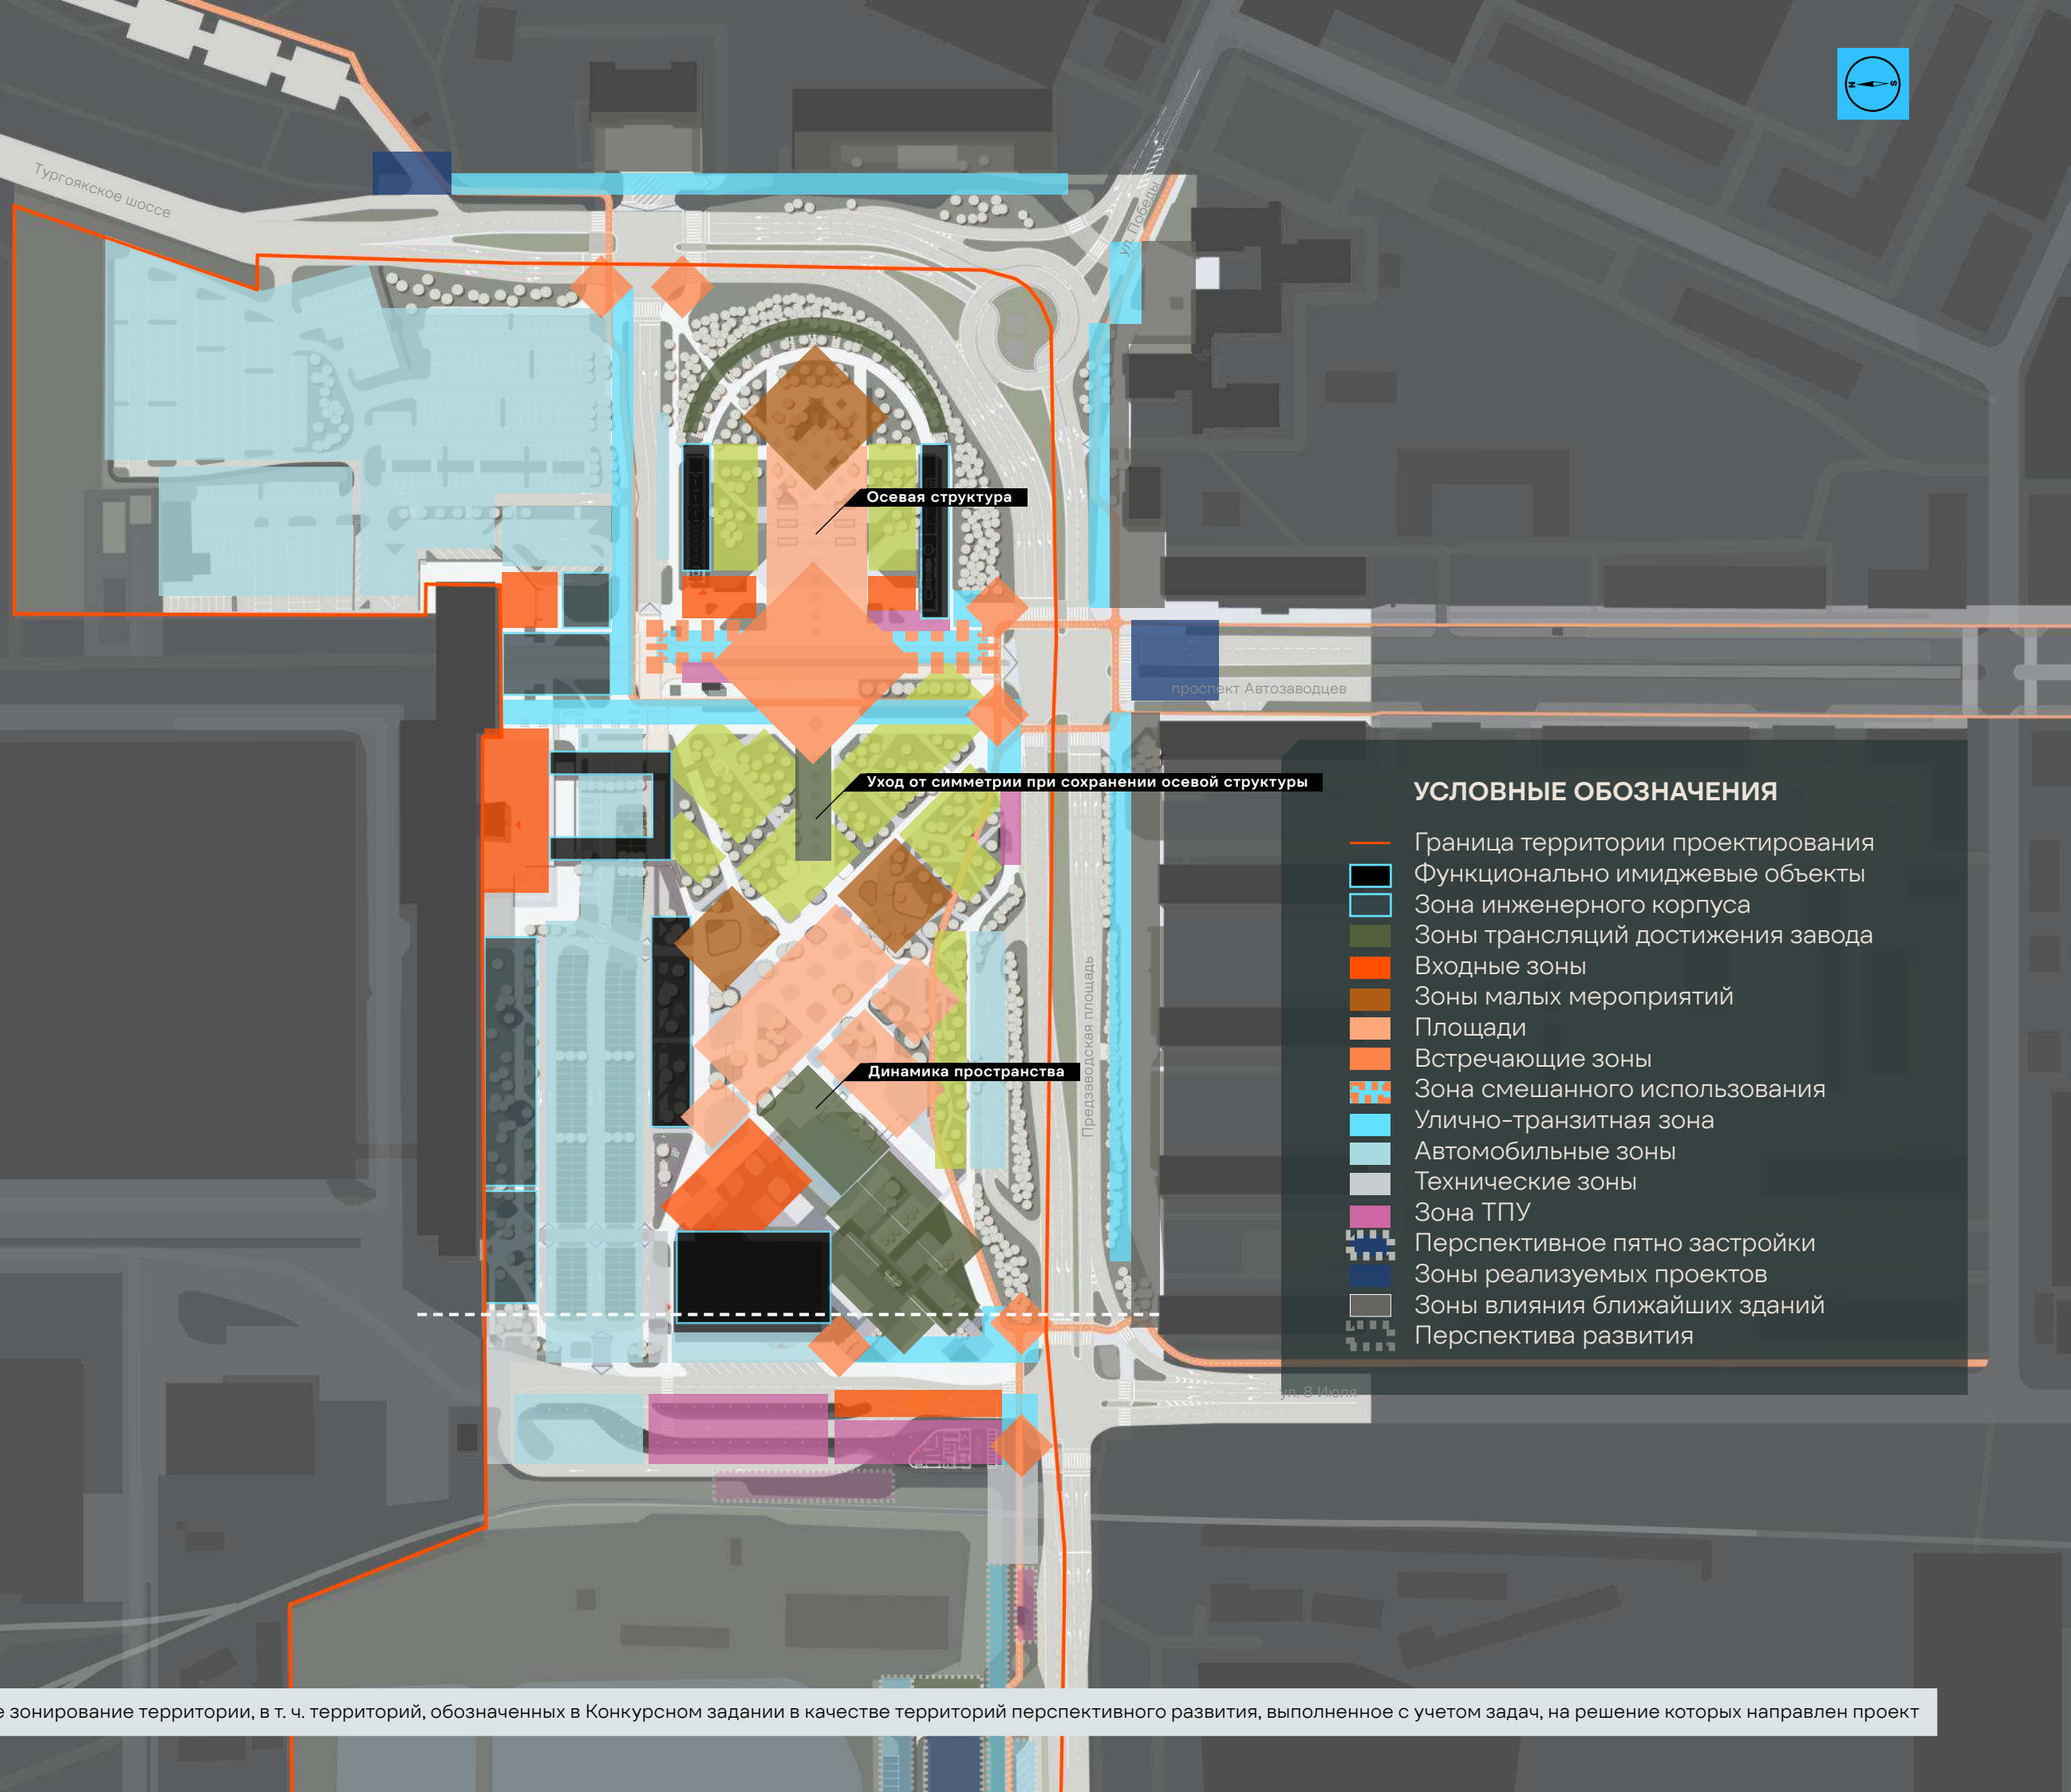 N S
Тургоякское шоссе
ул. Победы
Осевая структура
проспект Автозаводцев
Уход от симметрии при сохранении осевой структуры
УСЛОВНЫЕ ОБОЗНАЧЕНИЯ
Граница территории проектирования
Функционально имиджевые объекты
Зона инженерного корпуса
Зоны трансляций достижения завода
Входные зоны
Зоны малых мероприятий
Площади
Встречающие зоны
Зона смешанного использования
Улично-транзитная зона
Автомобильные зоны
Технические зоны
Зона ТПУ
Перспективное пятно застройки
Зоны реализуемых проектов
Зоны влияния ближайших зданий
Перспектива развития
Предзаводская площадь
Динамика пространства
ул. 8 Июля
е зонирование территории, в т. ч. территорий, обозначенных в Конкурсном задании в качестве территорий перспективного развития, выполненное с учетом задач, на решение которых направлен проект